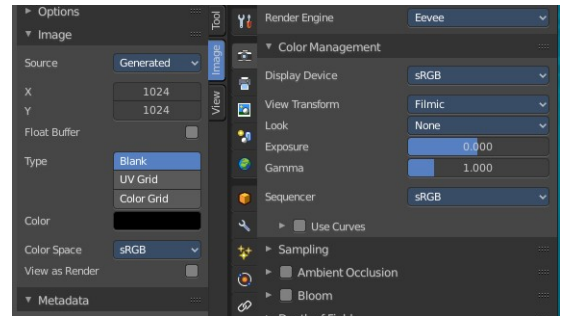 Options
Image
Source Generated
X 1024
Y 1024
Float Buffer
Type Blank
UV Grid
Color Grid
Color
Color Space sRGB
View as Render
Metadata
Tool
Image
View
Render Engine Eevee
Color Management
Display Device sRGB
View Transform Filmic
Look None
Exposure 0.000
Gamma 1.000
Sequencer sRGB
Use Curves
Sampling
Ambient Occlusion
Bloom